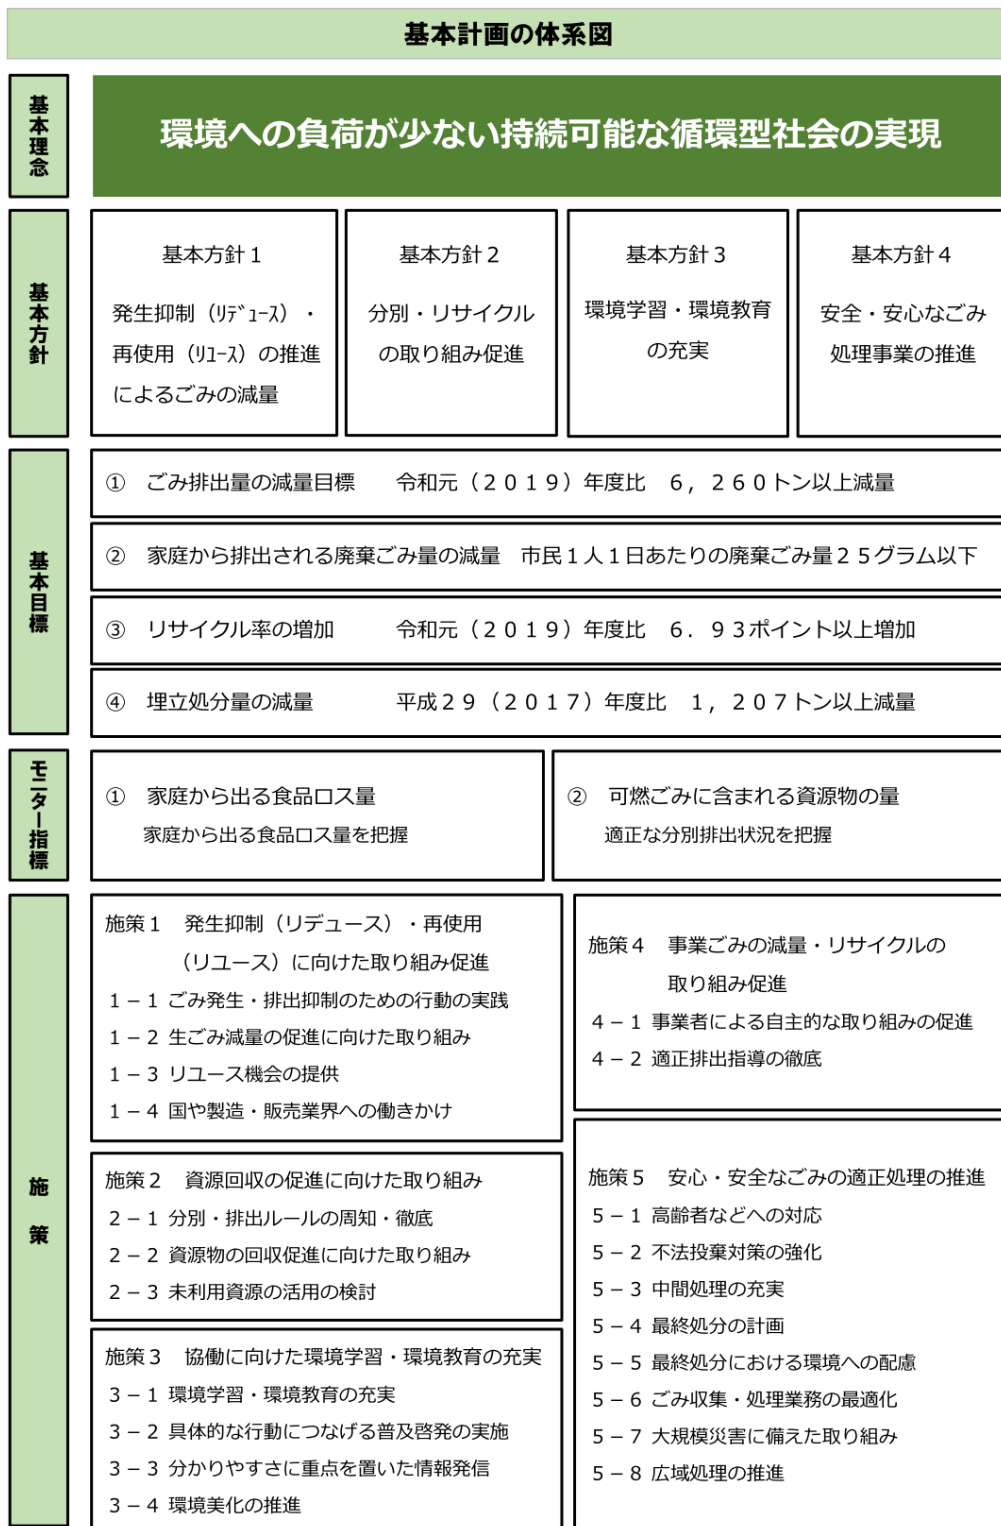 基本計画の体系図
基本理念
環境への負荷が少ない持続可能な循環型社会の実現
基本方針
基本方針１
発生抑制（ﾘﾃﾞｭｰｽ）・
再使用（ﾘﾕｰｽ）の推進
によるごみの減量
基本方針２
分別・リサイクル
の取り組み促進
基本方針３
環境学習・環境教育
の充実
基本方針４
安全・安心なごみ
処理事業の推進
基本目標
① ごみ排出量の減量目標　令和元（２０１９）年度比　６，２６０トン以上減量
② 家庭から排出される廃棄ごみ量の減量　市民１人１日あたりの廃棄ごみ量２５グラム以下
③ リサイクル率の増加　令和元（２０１９）年度比　６．９３ポイント以上増加
④ 埋立処分量の減量　平成２９（２０１７）年度比　１，２０７トン以上減量
モニター指標
① 家庭から出る食品ロス量
家庭から出る食品ロス量を把握
② 可燃ごみに含まれる資源物の量
適正な分別排出状況を把握
施策
施策１　発生抑制（リデュース）・再使用
（リユース）に向けた取り組み促進
１－１ ごみ発生・排出抑制のための行動の実践
１－２ 生ごみ減量の促進に向けた取り組み
１－３ リユース機会の提供
１－４ 国や製造・販売業界への働きかけ
施策２　資源回収の促進に向けた取り組み
２－１ 分別・排出ルールの周知・徹底
２－２ 資源物の回収促進に向けた取り組み
２－３ 未利用資源の活用の検討
施策３　協働に向けた環境学習・環境教育の充実
３－１ 環境学習・環境教育の充実
３－２ 具体的な行動につなげる普及啓発の実施
３－３ 分かりやすさに重点を置いた情報発信
３－４ 環境美化の推進
施策４　事業ごみの減量・リサイクルの
取り組み促進
４－１ 事業者による自主的な取り組みの促進
４－２ 適正排出指導の徹底
施策５　安心・安全なごみの適正処理の推進
５－１ 高齢者などへの対応
５－２ 不法投棄対策の強化
５－３ 中間処理の充実
５－４ 最終処分の計画
５－５ 最終処分における環境への配慮
５－６ ごみ収集・処理業務の最適化
５－７ 大規模災害に備えた取り組み
５－８ 広域処理の推進